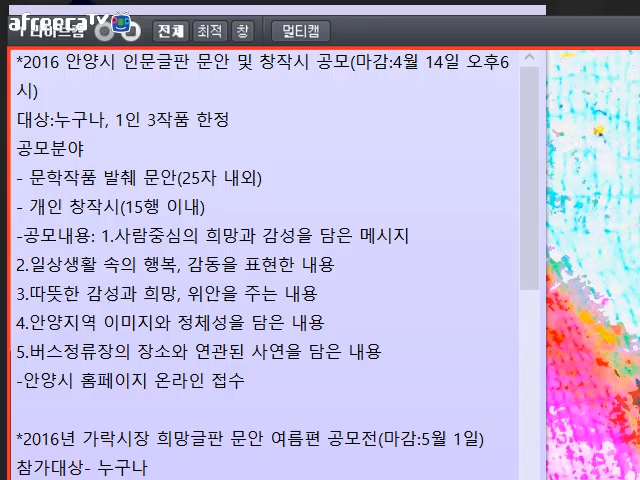 afreecaTV
전체 최적 창 멀티캠
*2016 안양시 인문글판 문안 및 창작시 공모(마감:4월 14일 오후6
시)
대상:누구나, 1인 3작품 한정
공모분야
- 문학작품 발췌 문안(25자 내외)
- 개인 창작시(15행 이내)
-공모내용: 1.사람중심의 희망과 감성을 담은 메시지
2.일상생활 속의 행복, 감동을 표현한 내용
3.따뜻한 감성과 희망, 위안을 주는 내용
4.안양지역 이미지와 정체성을 담은 내용
5.버스정류장의 장소와 연관된 사연을 담은 내용
-안양시 홈페이지 온라인 접수
*2016년 가락시장 희망글판 문안 여름편 공모전(마감:5월 1일)
참가대상- 누구나